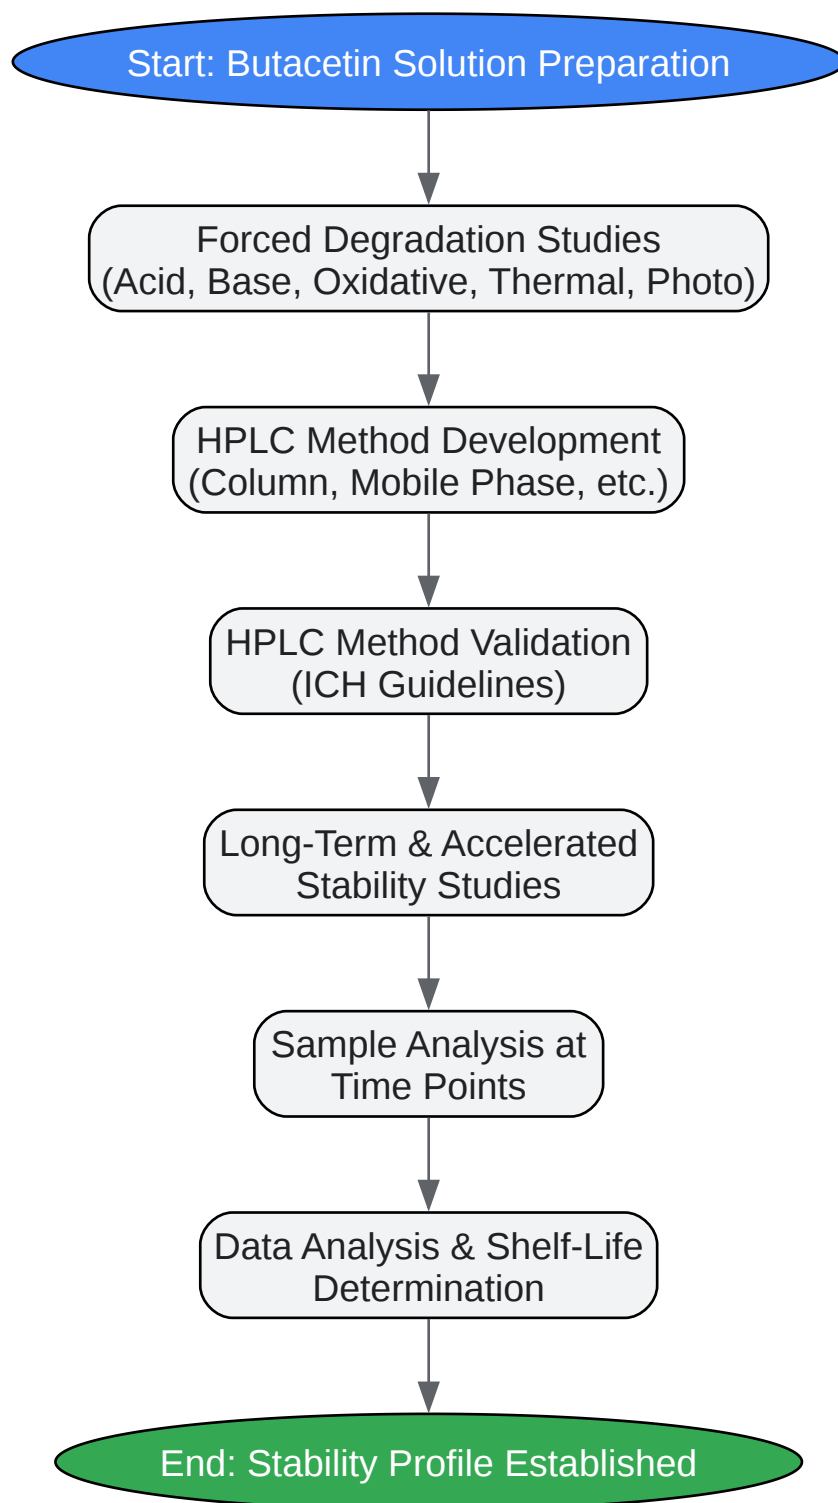 Start: Butacetin Solution Preparation
Forced Degradation Studies
(Acid, Base, Oxidative, Thermal, Photo)
HPLC Method Development
(Column, Mobile Phase, etc.)
HPLC Method Validation
(ICH Guidelines)
Long-Term & Accelerated
Stability Studies
Sample Analysis at
Time Points
Data Analysis & Shelf-Life
Determination
End: Stability Profile Established